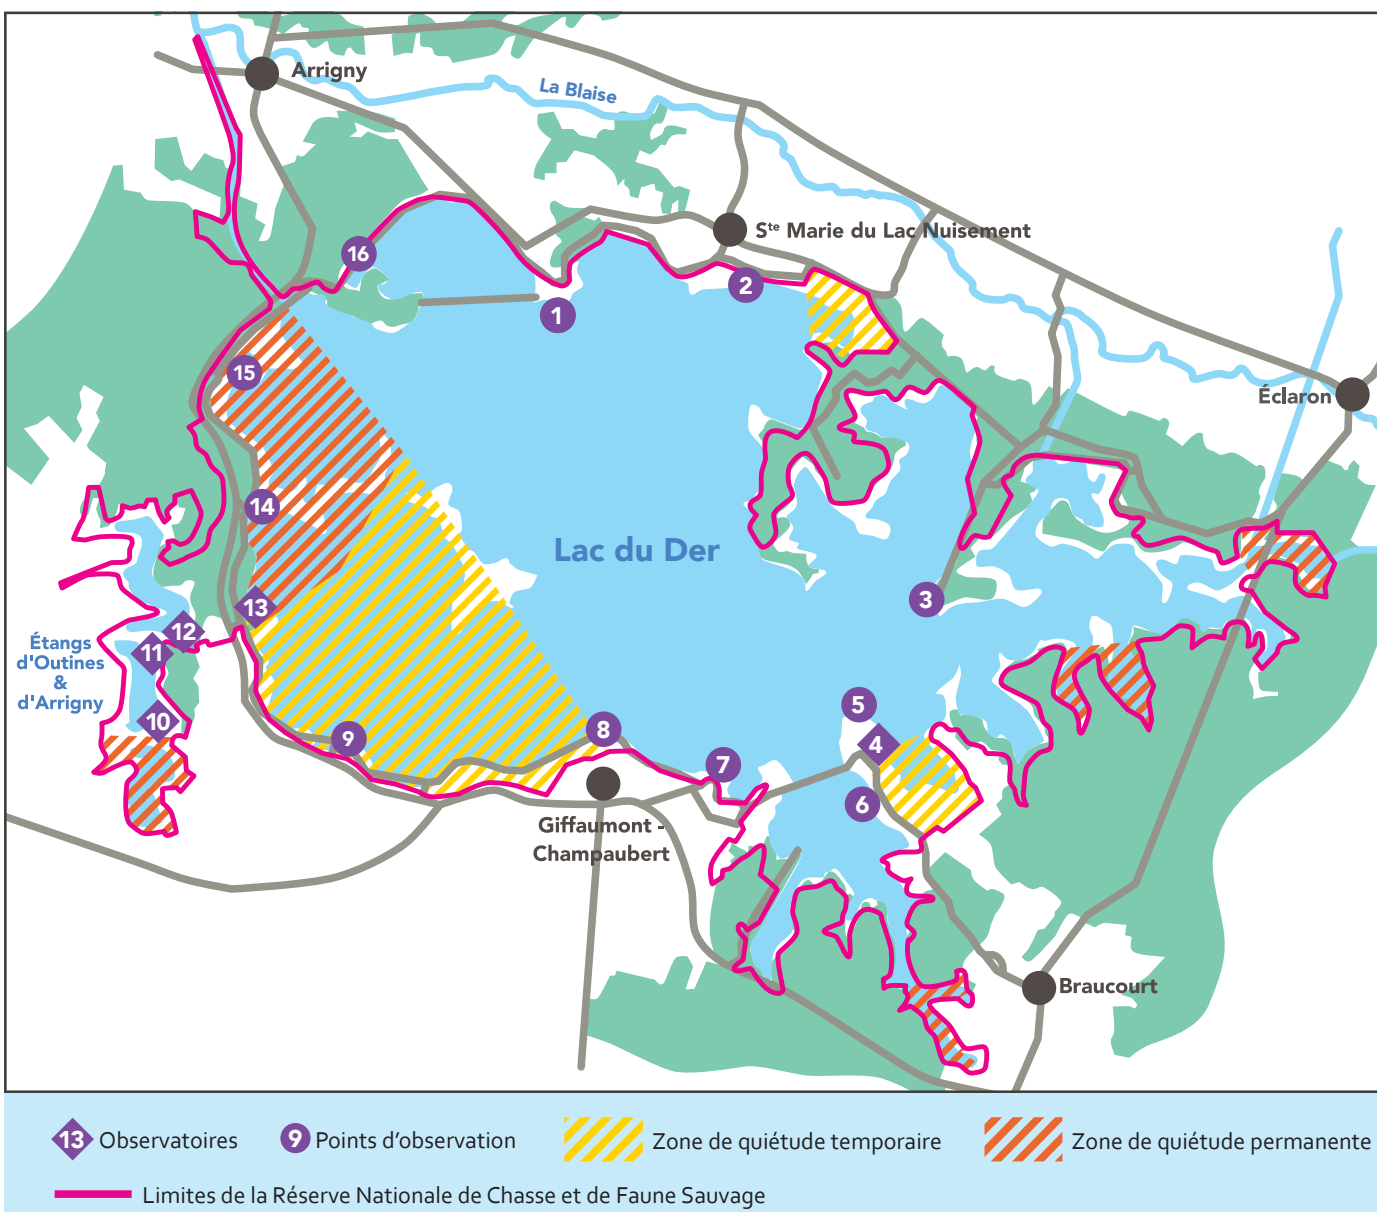 Arrigny
La Blaise
Ste Marie du Lac Nuisement
16
2
1
15
Éclaron
14
Lac du Der
3
13
12
Étangs
d'Outines
&
d'Arrigny
11
10
5
4
8
9
7
6
Giffaumont -
Champaubert
Braucourt
13 Observatoires
9 Points d'observation
Zone de quiétude temporaire
Zone de quiétude permanente
Limites de la Réserve Nationale de Chasse et de Faune Sauvage